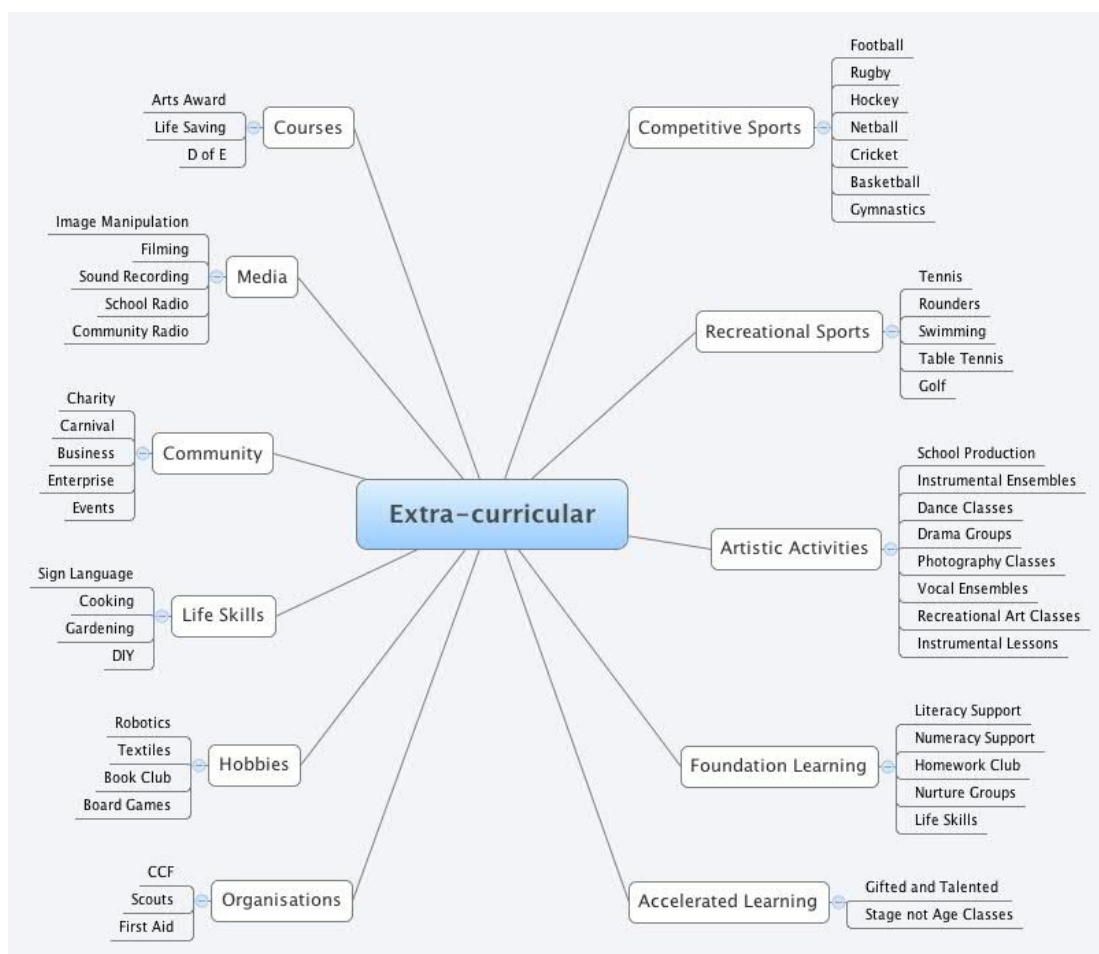 Extra-curricular
Competitive Sports
Football
Rugby
Hockey
Netball
Cricket
Basketball
Gymnastics
Recreational Sports
Tennis
Rounders
Swimming
Table Tennis
Golf
Artistic Activities
School Production
Instrumental Ensembles
Dance Classes
Drama Groups
Photography Classes
Vocal Ensembles
Recreational Art Classes
Instrumental Lessons
Foundation Learning
Literacy Support
Numeracy Support
Homework Club
Nurture Groups
Life Skills
Accelerated Learning
Gifted and Talented
Stage not Age Classes
Courses
Arts Award
Life Saving
D of E
Media
Image Manipulation
Filming
Sound Recording
School Radio
Community Radio
Community
Charity
Carnival
Business
Enterprise
Events
Life Skills
Sign Language
Cooking
Gardening
DIY
Hobbies
Robotics
Textiles
Book Club
Board Games
Organisations
CCF
Scouts
First Aid